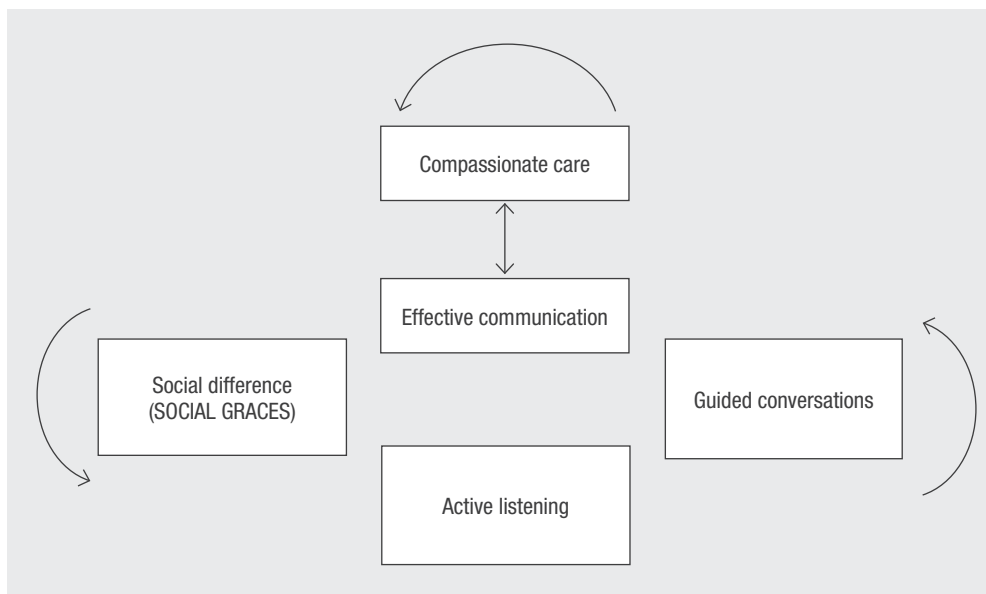 Compassionate care
Effective communication
Social difference
(SOCIAL GRACES)
Guided conversations
Active listening